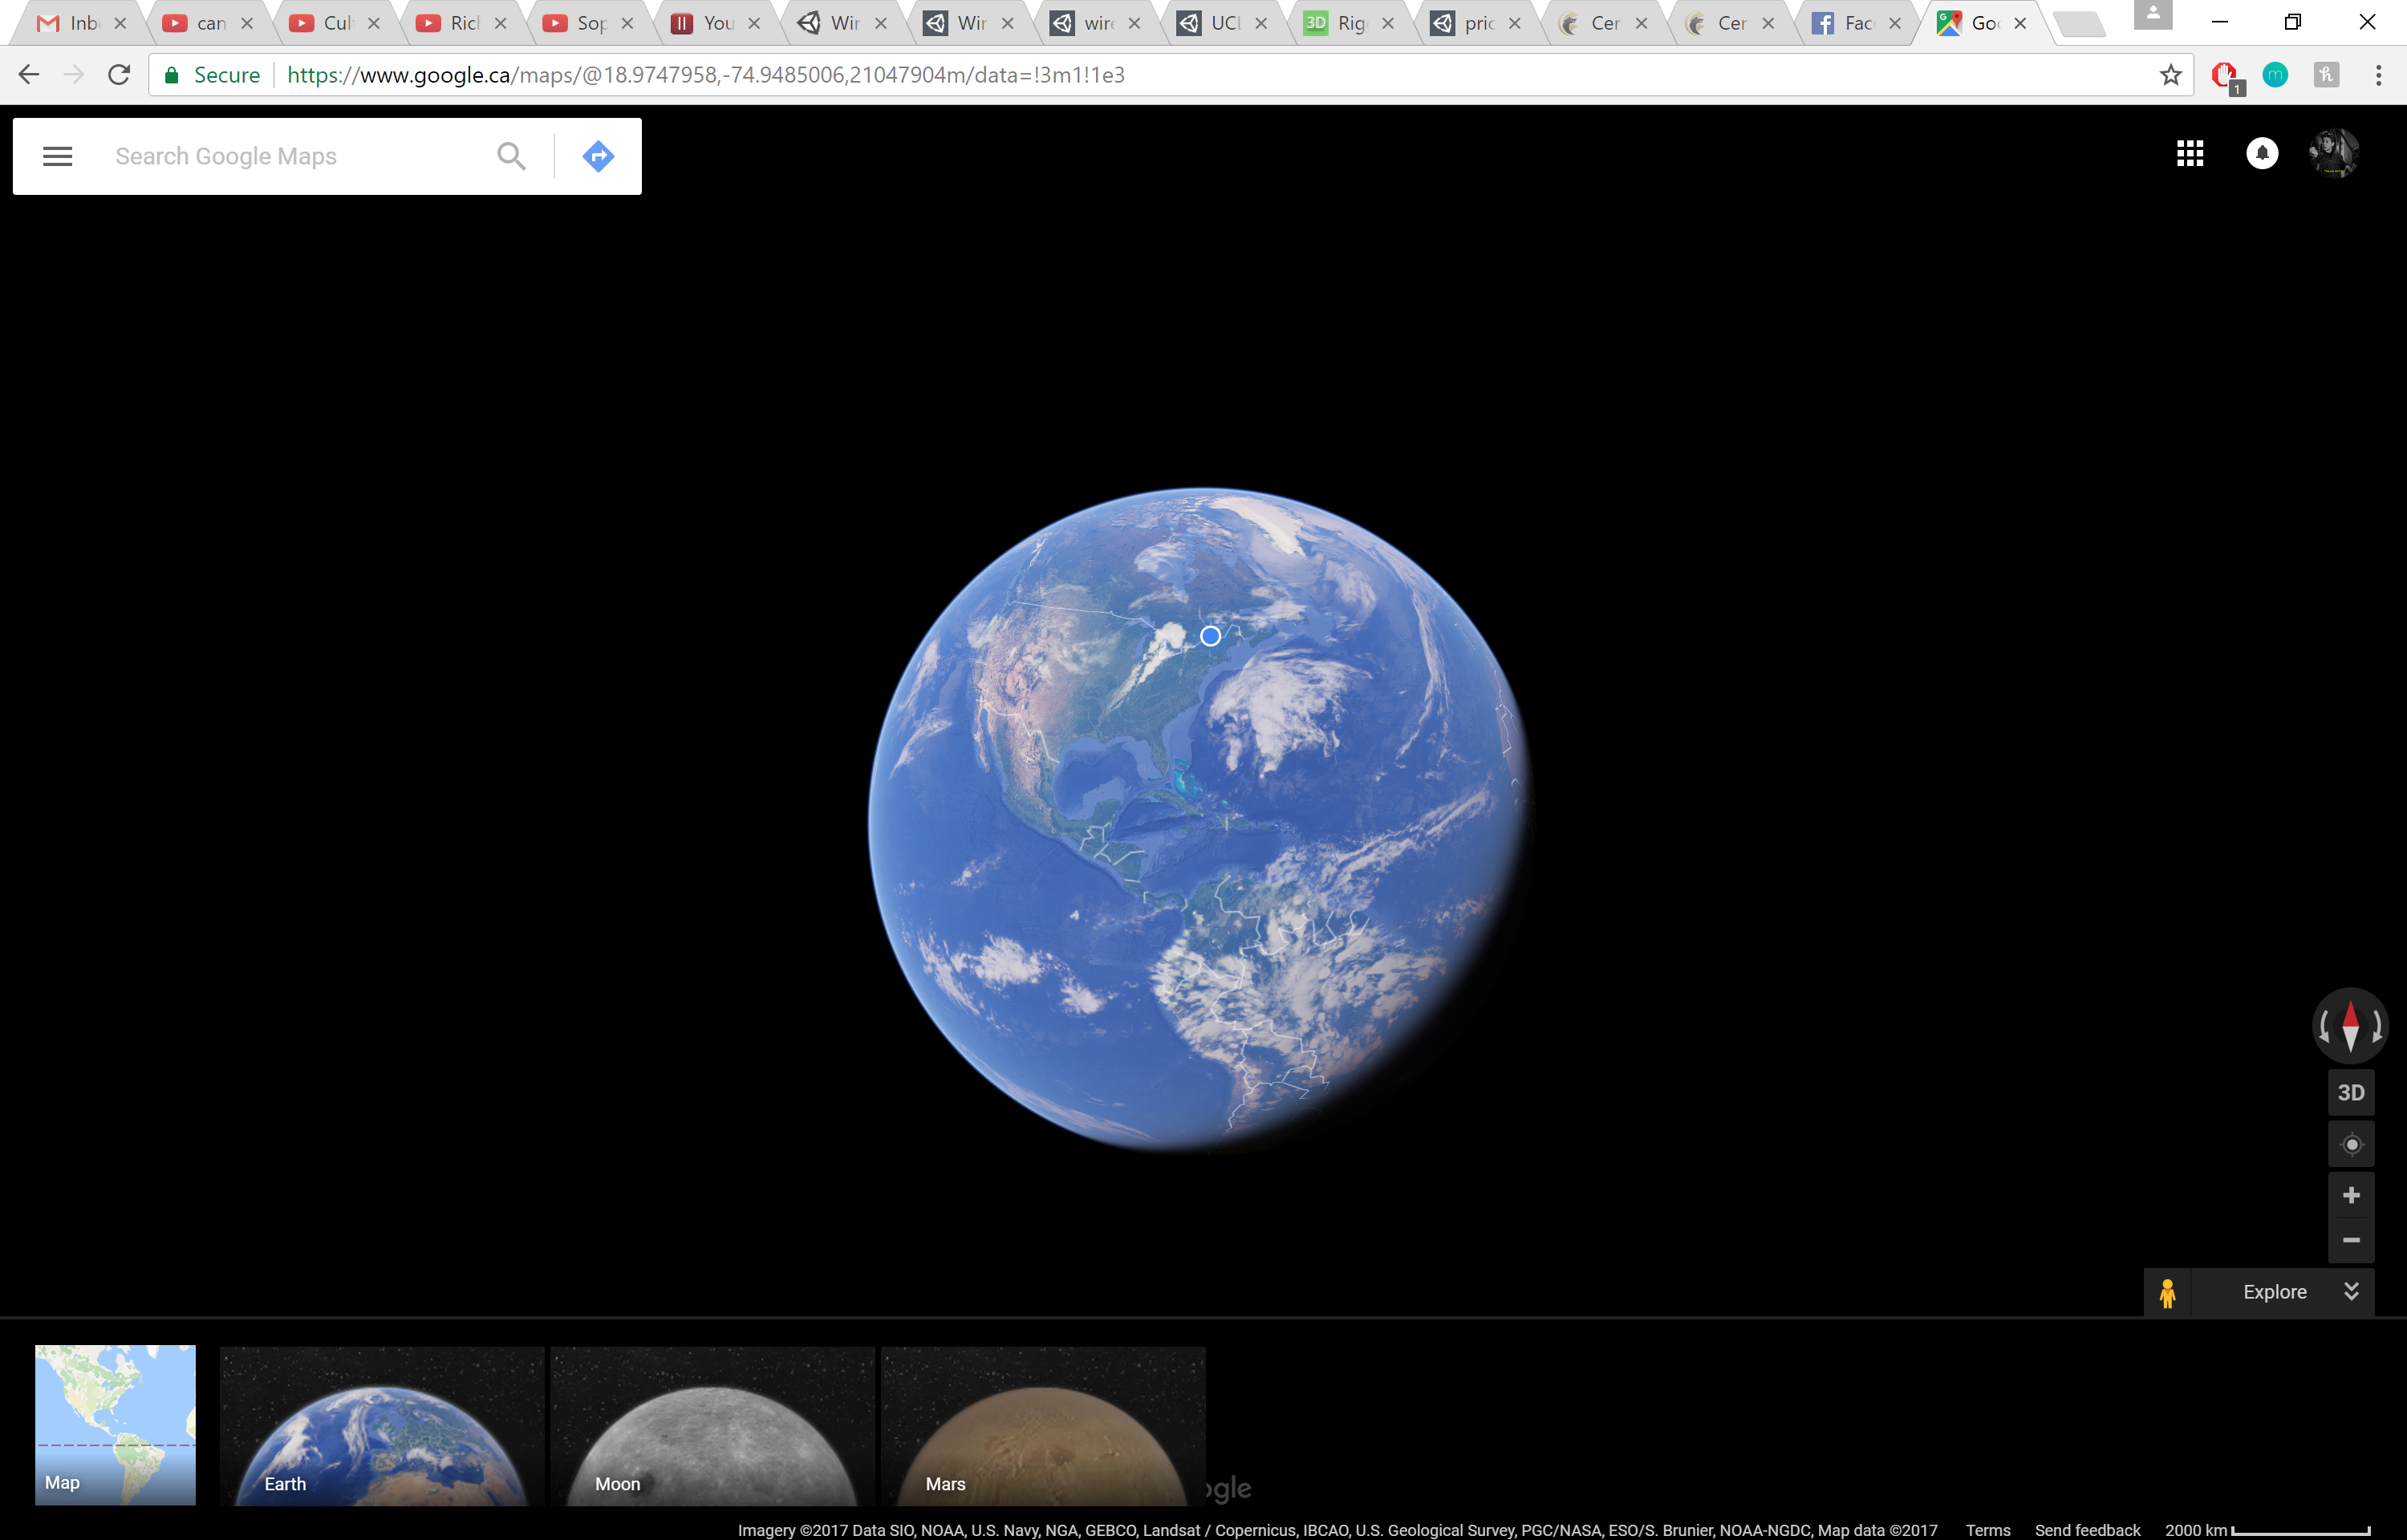 Inb can Cul Rich Sop You Wir Wir wire UCL 3D Rig pric Cer Cer Fac Goo
Secure https://www.google.ca/maps/@18.9747958,-74.9485006,21047904m/data=!3m1!1e3
1 m h
Search Google Maps
3D
Explore
Map Earth Moon Mars
ogle
Imagery ©2017 Data SIO, NOAA, U.S. Navy, NGA, GEBCO, Landsat / Copernicus, IBCAO, U.S. Geological Survey, PGC/NASA, ESO/S. Brunier, NOAA-NGDC, Map data ©2017 Terms Send feedback 2000 km